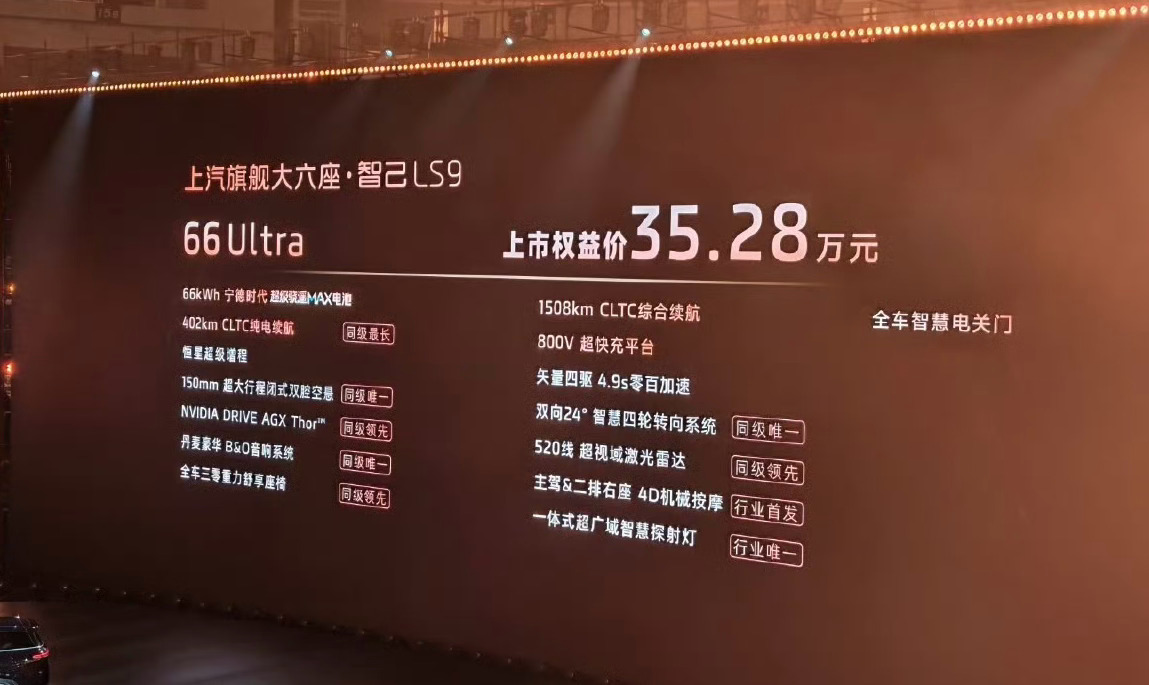 上汽旗舰大六座·智己LS9
66 Ultra
上市权益价35.28万元
66kWh 宁德时代 超级骁遥MAX电池
402km CLTC纯电续航 同级最长
恒星超级增程
150mm 超大行程闭式双腔空悬 同级唯一
NVIDIA DRIVE AGX Thor™ 同级领先
丹麦豪华 B&O音响系统 同级唯一
全车三零重力舒享座椅 同级领先
1508km CLTC综合续航
800V 超快充平台
矢量四驱 4.9s零百加速
双向24° 智慧四轮转向系统 同级唯一
520线 超视域激光雷达 同级领先
主驾&二排右座 4D机械按摩 行业首发
一体式超广域智慧探射灯 行业唯一
全车智慧电关门